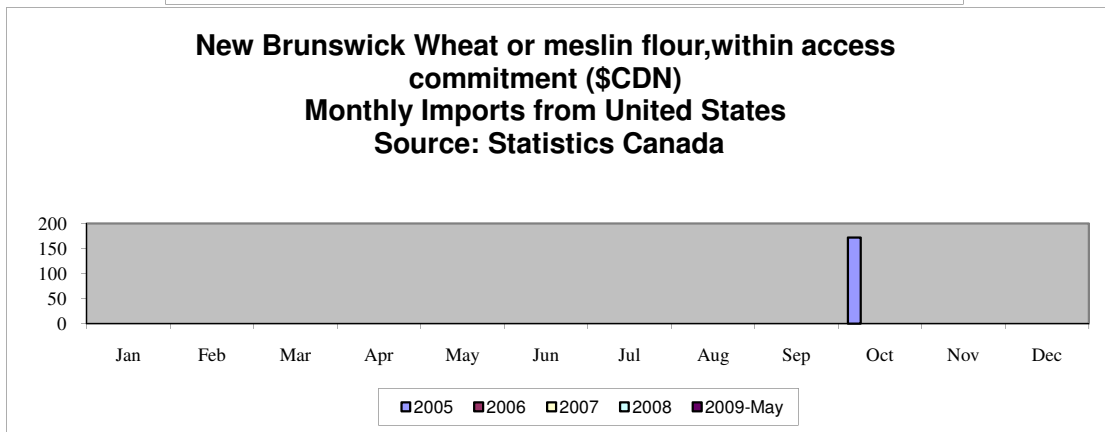 New Brunswick Wheat or meslin flour,within access
commitment ($CDN)
Monthly Imports from United States
Source: Statistics Canada
200
150
100
50
0
Jan Feb Mar Apr May Jun Jul Aug Sep Oct Nov Dec
2005 2006 2007 2008 2009-May